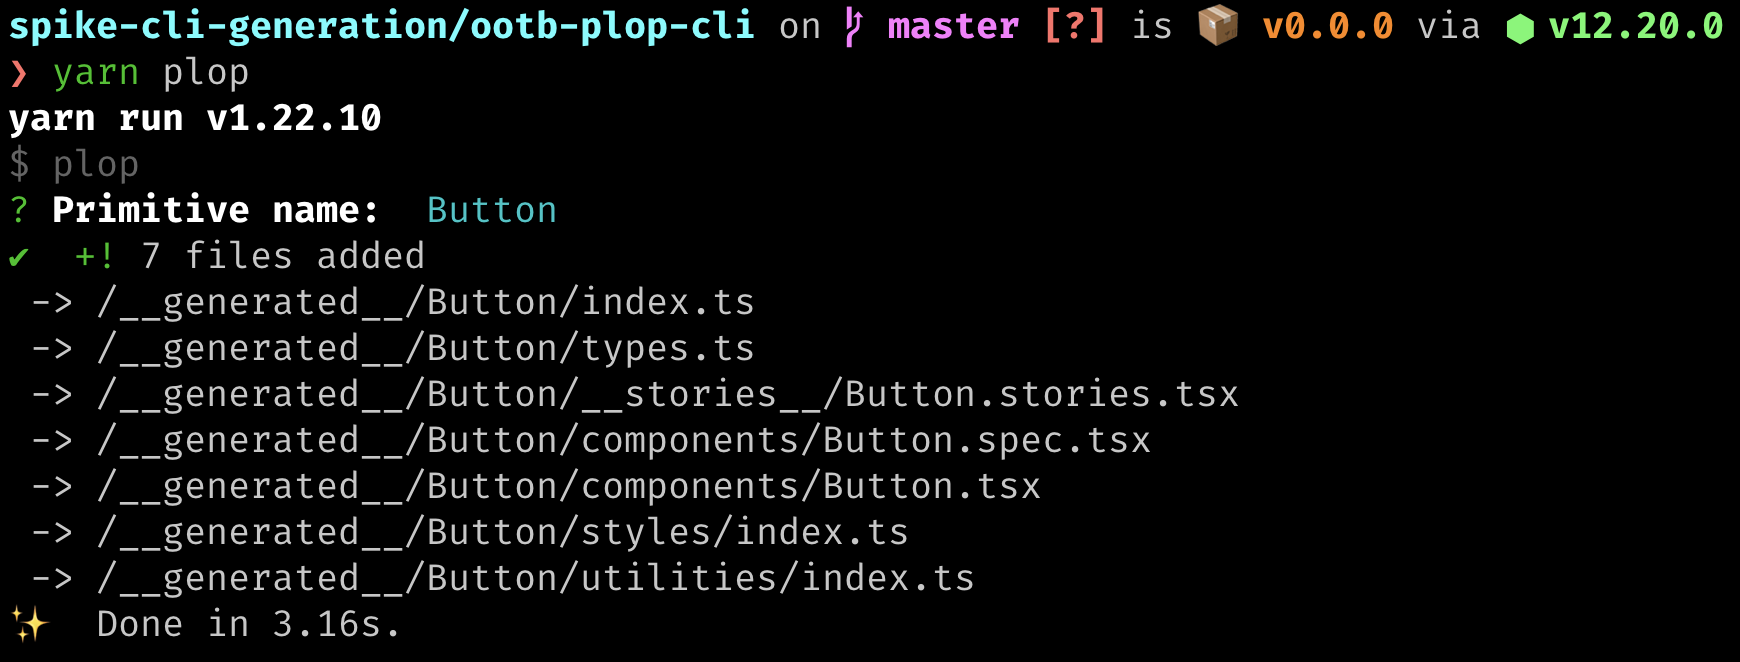 spike-cli-generation/ootb-plop-cli on master [?] is 📦 v0.0.0 via ⬢ v12.20.0
❯ yarn plop
yarn run v1.22.10
$ plop
? Primitive name:  Button
✔  +! 7 files added
 -> /__generated__/Button/index.ts
 -> /__generated__/Button/types.ts
 -> /__generated__/Button/__stories__/Button.stories.tsx
 -> /__generated__/Button/components/Button.spec.tsx
 -> /__generated__/Button/components/Button.tsx
 -> /__generated__/Button/styles/index.ts
 -> /__generated__/Button/utilities/index.ts
✨  Done in 3.16s.